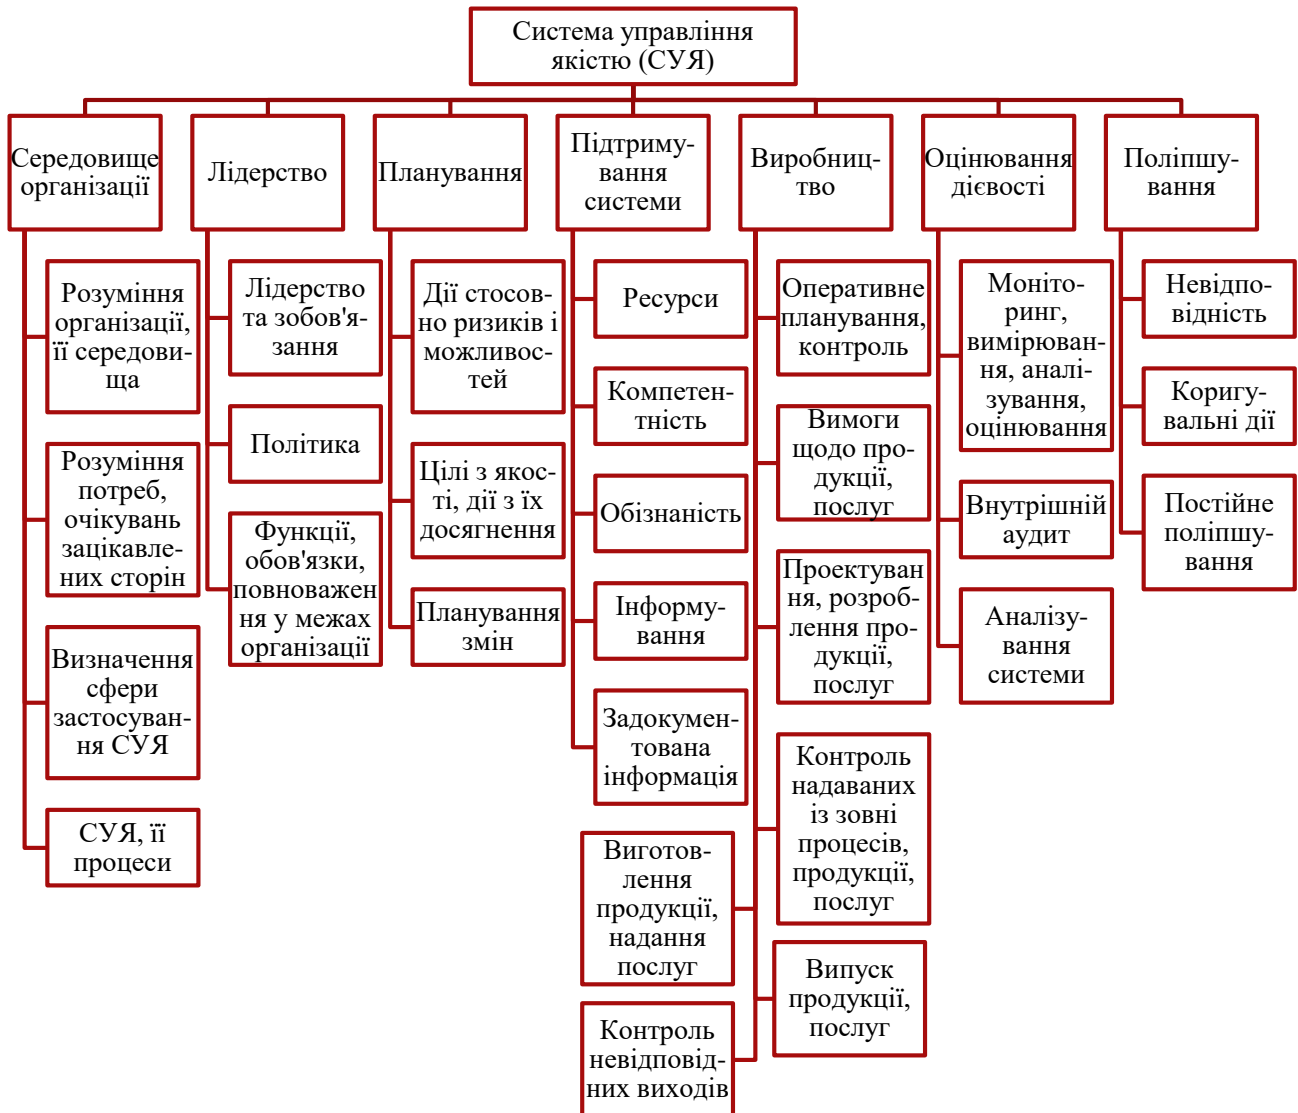 Система управління
якістю (СУЯ)
Середовище
організації
Лідерство
Планування
Підтриму-
вання
системи
Виробниц-
тво
Оцінювання
дієвості
Поліпшу-
вання
Розуміння
організації,
її середови-
ща
Розуміння
потреб,
очікувань
зацікавле-
них сторін
Визначення
сфери
застосуван-
ня СУЯ
СУЯ, її
процеси
Лідерство
та зобов'я-
зання
Політика
Функції,
обов'язки,
повноважен
ня у межах
організації
Дії стосов-
но ризиків і
можливос-
тей
Цілі з якос-
ті, дії з їх
досягнення
Планування
змін
Ресурси
Компетен-
тність
Обізнаність
Інформу-
вання
Задокумен-
тована
інформація
Оперативне
планування,
контроль
Вимоги
щодо про-
дукції,
послуг
Проектуван
ня, розроб-
лення про-
дукції,
послуг
Контроль
надаваних
із зовні
процесів,
продукції,
послуг
Виготов-
лення
продукції,
надання
послуг
Випуск
продукції,
послуг
Контроль
невідповід-
них виходів
Моніто-
ринг,
вимірюван-
ня, аналі-
зування,
оцінювання
Внутрішній
аудит
Аналізу-
вання
системи
Невідпо-
відність
Коригу-
вальні дії
Постійне
поліпшу-
вання